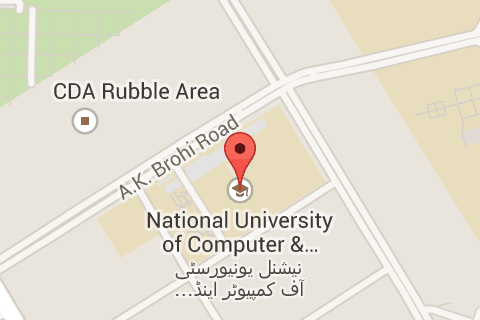 CDA Rubble Area
A.K. Brohi Road
National University
of Computer &...
نیشنل یونیورسٹی
آف کمپیوٹر اینڈ...